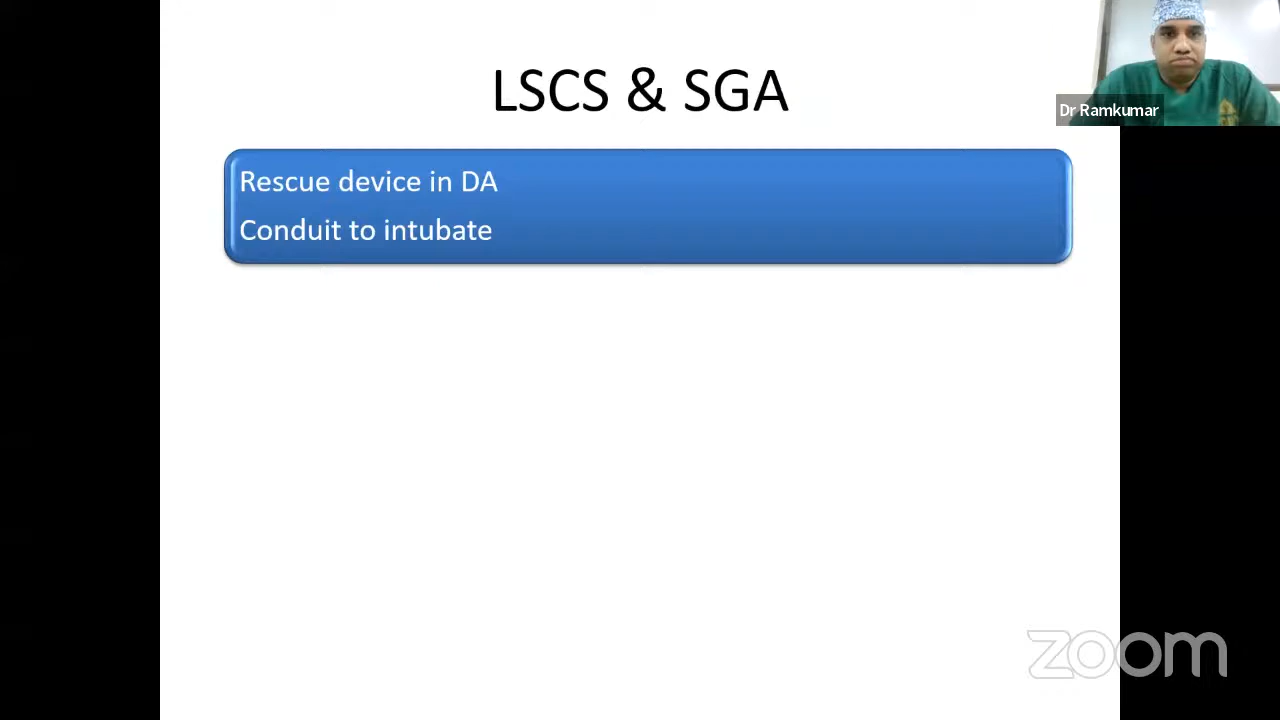 LSCS & SGA
Dr Ramkumar
Rescue device in DA
Conduit to intubate
zoom